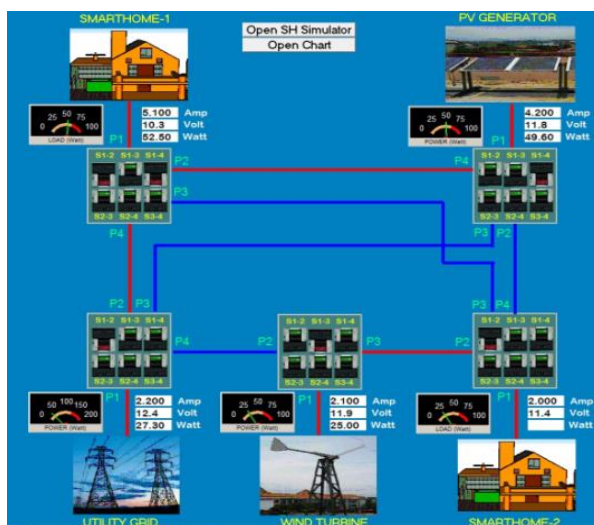 SMARTHOME-1
PV GENERATOR
Open SH Simulator
Open Chart
0 25 50 75 100
LOAD (Watt)
5.100 Amp
10.3 Volt
52.50 Watt
0 25 50 75 100
POWER (Watt)
4.200 Amp
11.8 Volt
49.60 Watt
P1
P1
S1-2 S1-3 S1-4
S2-3 S2-4 S3-4
P2
P3
P4
P4
S1-2 S1-3 S1-4
S2-3 S2-4 S3-4
P3 P2
P2 P3
P3 P4
S1-2 S1-3 S1-4
S2-3 S2-4 S3-4
P4
P2
S1-2 S1-3 S1-4
S2-3 S2-4 S3-4
P3
P2
S1-2 S1-3 S1-4
S2-3 S2-4 S3-4
P1
P1
P1
0 50 100 150 200
POWER (Watt)
2.200 Amp
12.4 Volt
27.30 Watt
0 25 50 75 100
POWER (Watt)
2.100 Amp
11.9 Volt
25.00 Watt
0 25 50 75 100
LOAD (Watt)
2.000 Amp
11.4 Volt
Watt
UTILITY GRID
WIND TURBINE
SMARTHOME-2